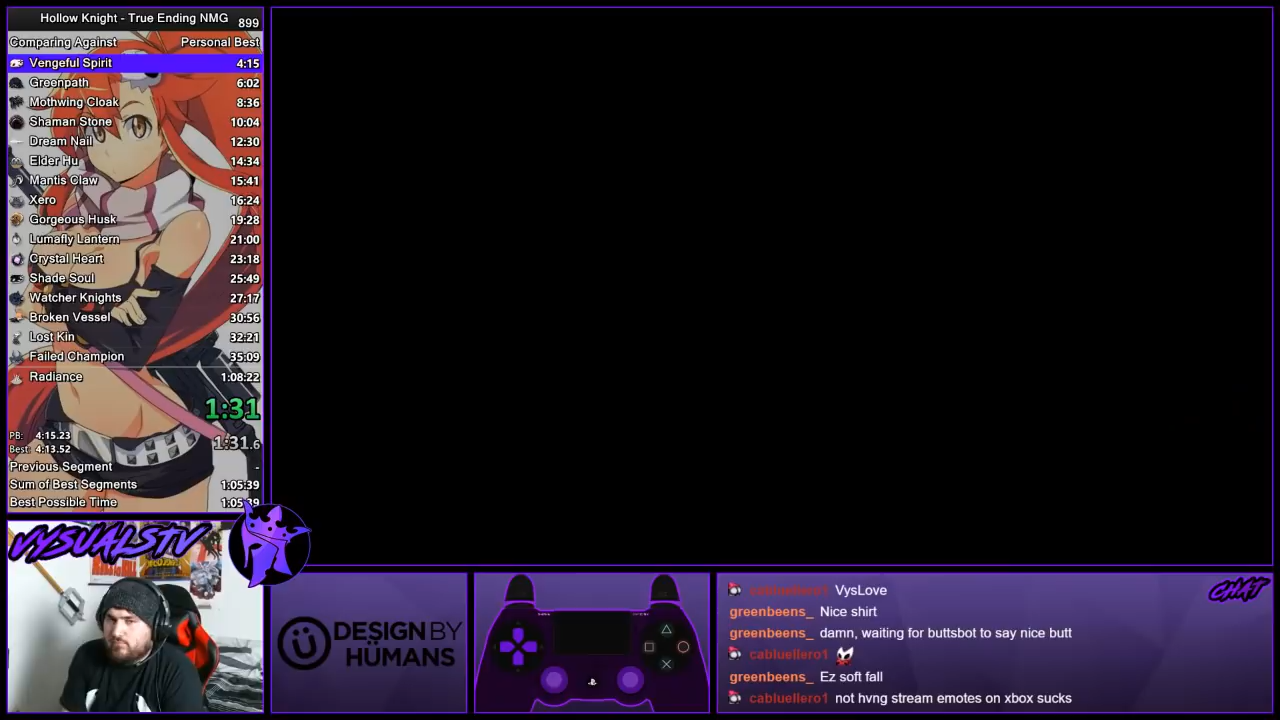 Hollow Knight - True Ending NMG 899
Comparing Against Personal Best
Vengeful Spirit 4:15
Greenpath 6:02
Mothwing Cloak 8:36
Shaman Stone 10:04
Dream Nail 12:30
Elder Hu 14:34
Mantis Claw 15:41
Xero 16:24
Gorgeous Husk 19:28
Lumafly Lantern 21:00
Crystal Heart 23:18
Shade Soul 25:49
Watcher Knights 27:17
Broken Vessel 30:56
Lost Kin 32:21
Failed Champion 35:09
Radiance 1:08:22
1:31
PB: 4:15.23
Best: 4:13.52
1:31.6
Previous Segment -
Sum of Best Segments 1:05:39
Best Possible Time 1:05:39
VYSUALSTV
DESIGN BY
HÜMANS
CHAT
cabluellero1 VysLove
greenbeens_ Nice shirt
greenbeens_ damn, waiting for buttsbot to say nice butt
cabluellero1
greenbeens_ Ez soft fall
cabluellero1 not hvng stream emotes on xbox sucks